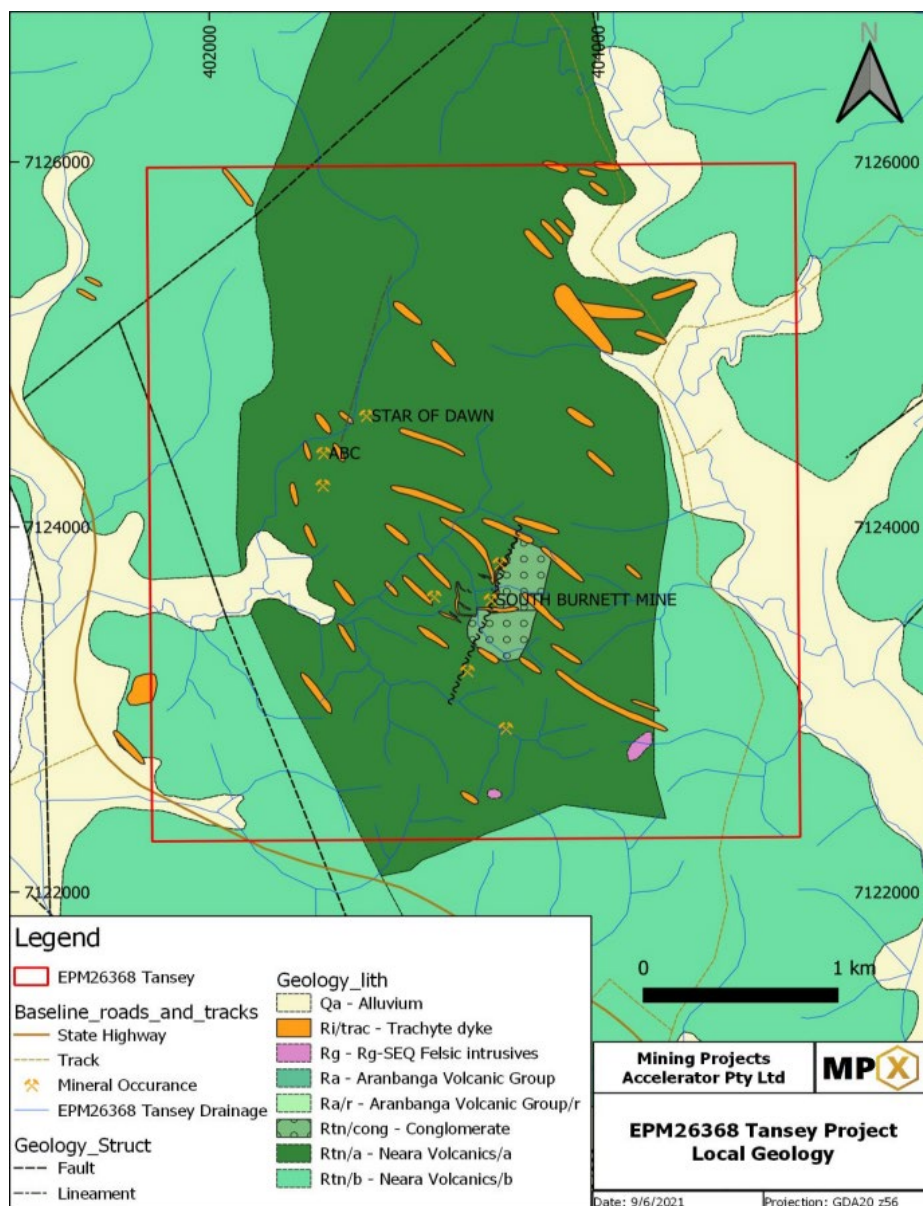 402000
404000
N
7126000
7126000
STAR OF DAWN
ABC
7124000
7124000
SOUTH BURNETT MINE
7122000
7122000
Legend
EPM26368 Tansey
Baseline_roads_and_tracks
State Highway
Track
Mineral Occurance
EPM26368 Tansey Drainage
Geology_Struct
Fault
Lineament
Geology_lith
Qa - Alluvium
Ri/trac - Trachyte dyke
Rg - Rg-SEQ Felsic intrusives
Ra - Aranbanga Volcanic Group
Ra/r - Aranbanga Volcanic Group/r
Rtn/cong - Conglomerate
Rtn/a - Neara Volcanics/a
Rtn/b - Neara Volcanics/b
0 1 km
Mining Projects
Accelerator Pty Ltd
MPX
EPM26368 Tansey Project
Local Geology
Date: 9/6/2021
Projection: GDA20 z56